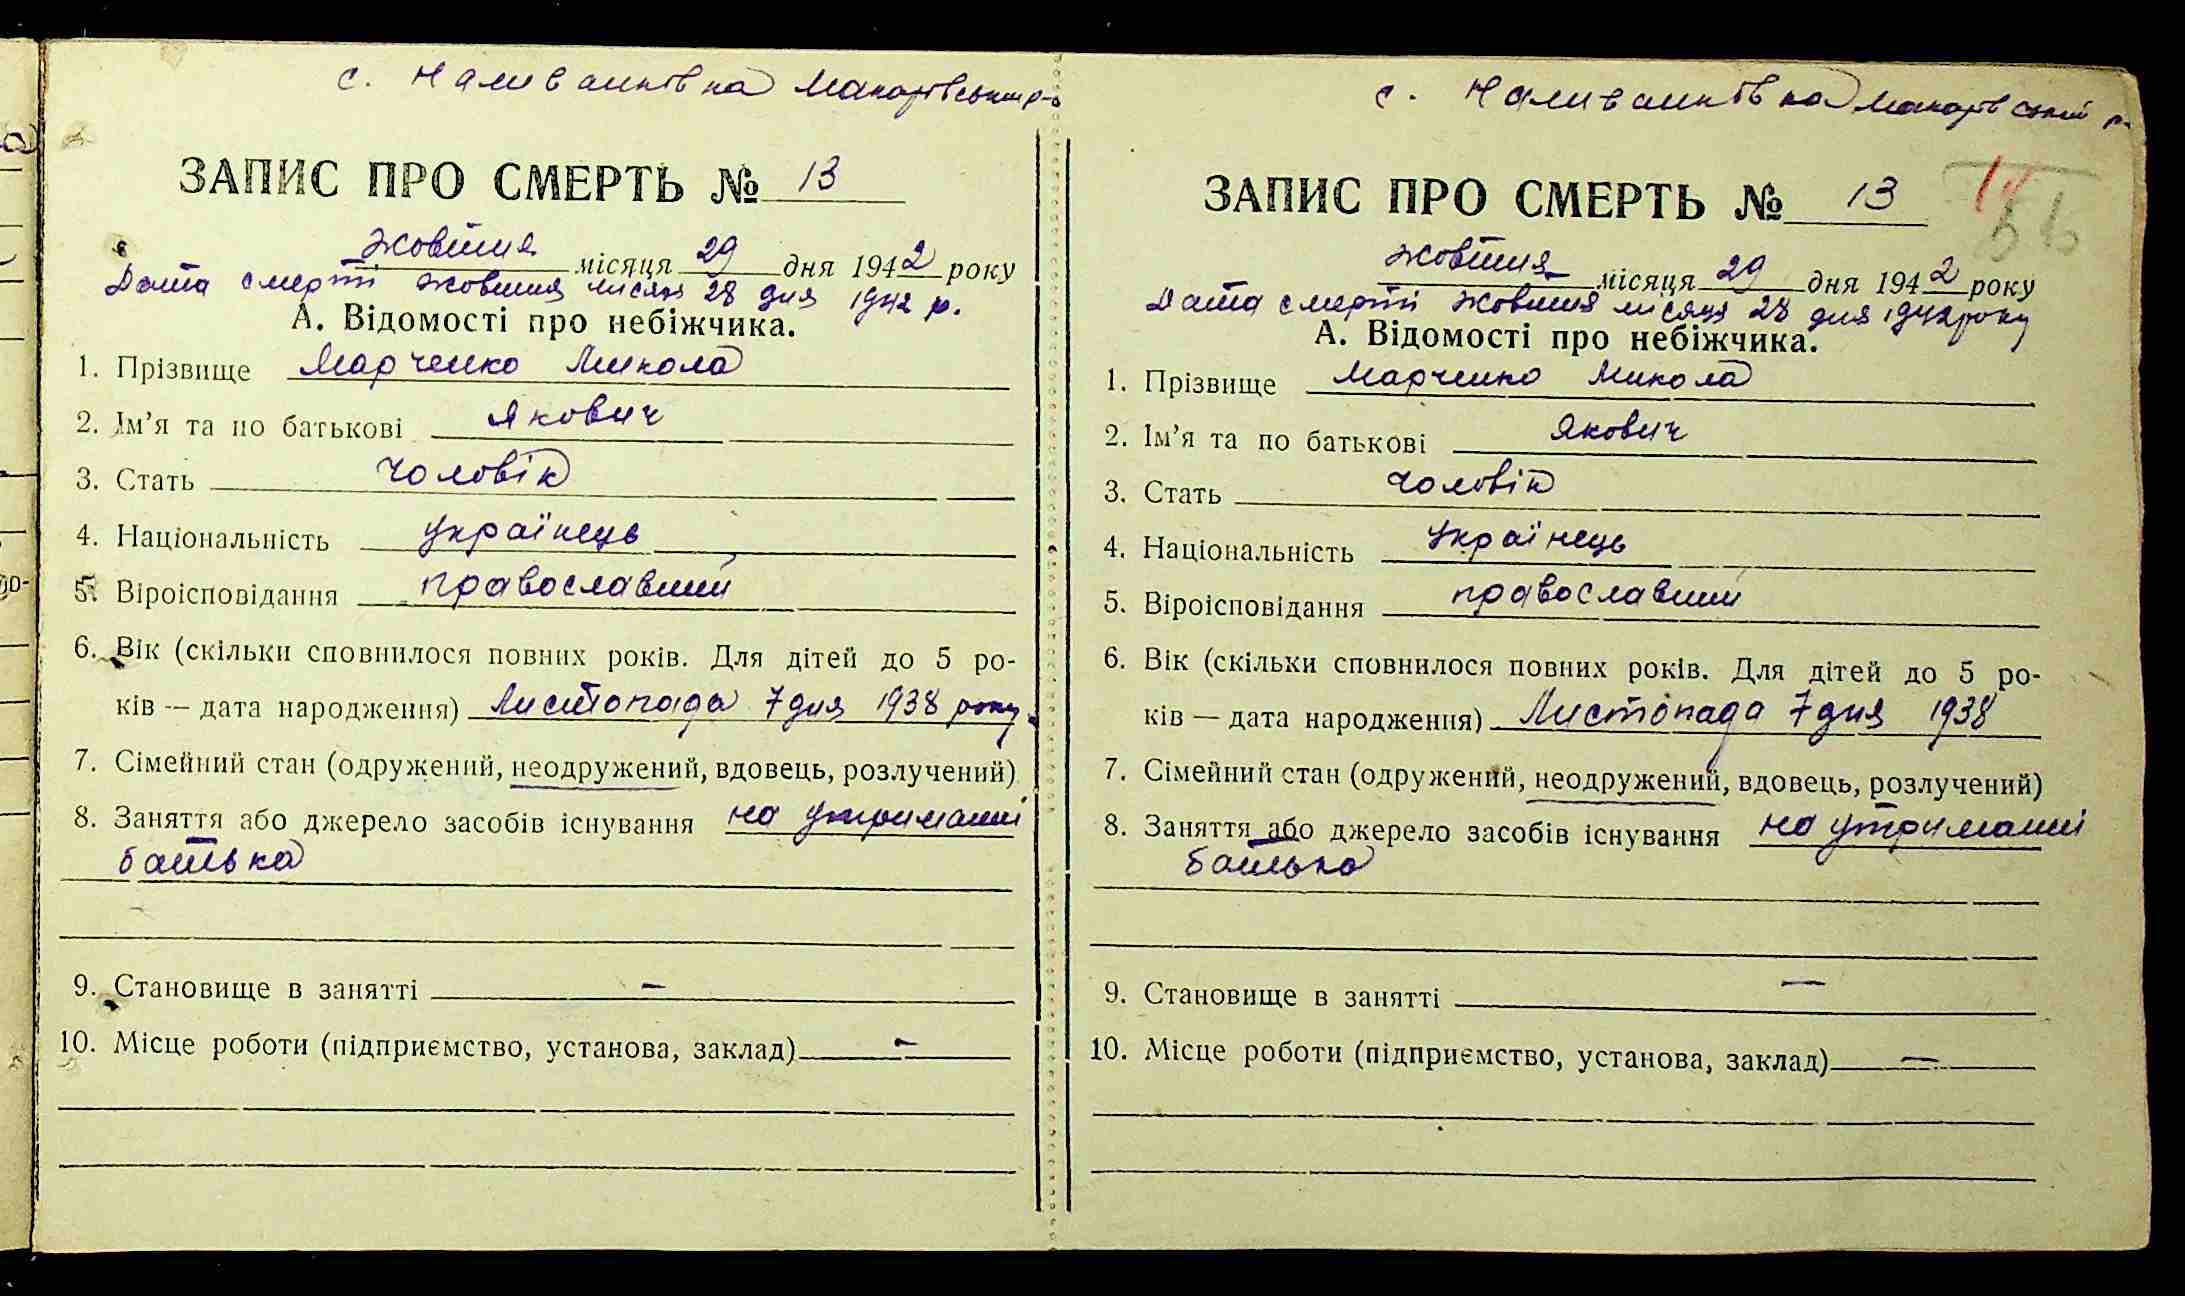 с. Наливайківка Макарівський р-н
ЗАПИС ПРО СМЕРТЬ № 13
Жовтня місяця 29 дня 1942 року
Дата смерті жовтня місяця 28 дня 1942 р.
А. Відомості про небіжчика.
1. Прізвище Марченко Микола
2. Ім'я та по батькові Якович
3. Стать чоловік
4. Національність українець
5. Віроісповідання православний
6. Вік (скільки сповнилося повних років. Для дітей до 5 ро-
ків — дата народження) Листопада 7 дня 1938 року.
7. Сімейний стан (одружений, неодружений, вдовець, розлучений)
8. Заняття або джерело засобів існування на утриманні
батька
9. Становище в занятті —
10. Місце роботи (підприємство, установа, заклад) -
с. Наливайківка Макарівський р-
ЗАПИС ПРО СМЕРТЬ № 13
жовтня місяця 29 дня 1942 року
Дата смерті жовтня місяця 28 дня 1942 року
А. Відомості про небіжчика.
1. Прізвище Марченко Микола
2. Ім'я та по батькові Якович
3. Стать чоловік
4. Національність українець
5. Віроісповідання православний
6. Вік (скільки сповнилося повних років. Для дітей до 5 ро-
ків — дата народження) Листопада 7 дня 1938
7. Сімейний стан (одружений, неодружений, вдовець, розлучений)
8. Заняття або джерело засобів існування на утриманні
батька
9. Становище в занятті —
10. Місце роботи (підприємство, установа, заклад) —